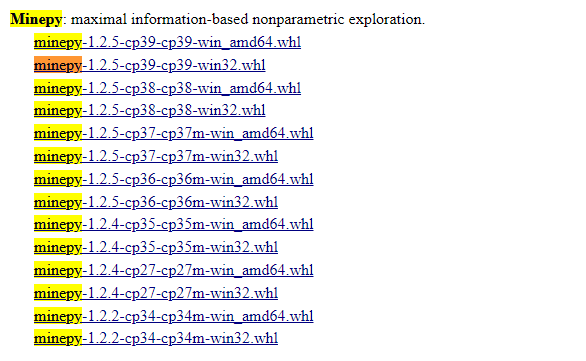 Minepy: maximal information-based nonparametric exploration.
minepy-1.2.5-cp39-cp39-win_amd64.whl
minepy-1.2.5-cp39-cp39-win32.whl
minepy-1.2.5-cp38-cp38-win_amd64.whl
minepy-1.2.5-cp38-cp38-win32.whl
minepy-1.2.5-cp37-cp37m-win_amd64.whl
minepy-1.2.5-cp37-cp37m-win32.whl
minepy-1.2.5-cp36-cp36m-win_amd64.whl
minepy-1.2.5-cp36-cp36m-win32.whl
minepy-1.2.4-cp35-cp35m-win_amd64.whl
minepy-1.2.4-cp35-cp35m-win32.whl
minepy-1.2.4-cp27-cp27m-win_amd64.whl
minepy-1.2.4-cp27-cp27m-win32.whl
minepy-1.2.2-cp34-cp34m-win_amd64.whl
minepy-1.2.2-cp34-cp34m-win32.whl